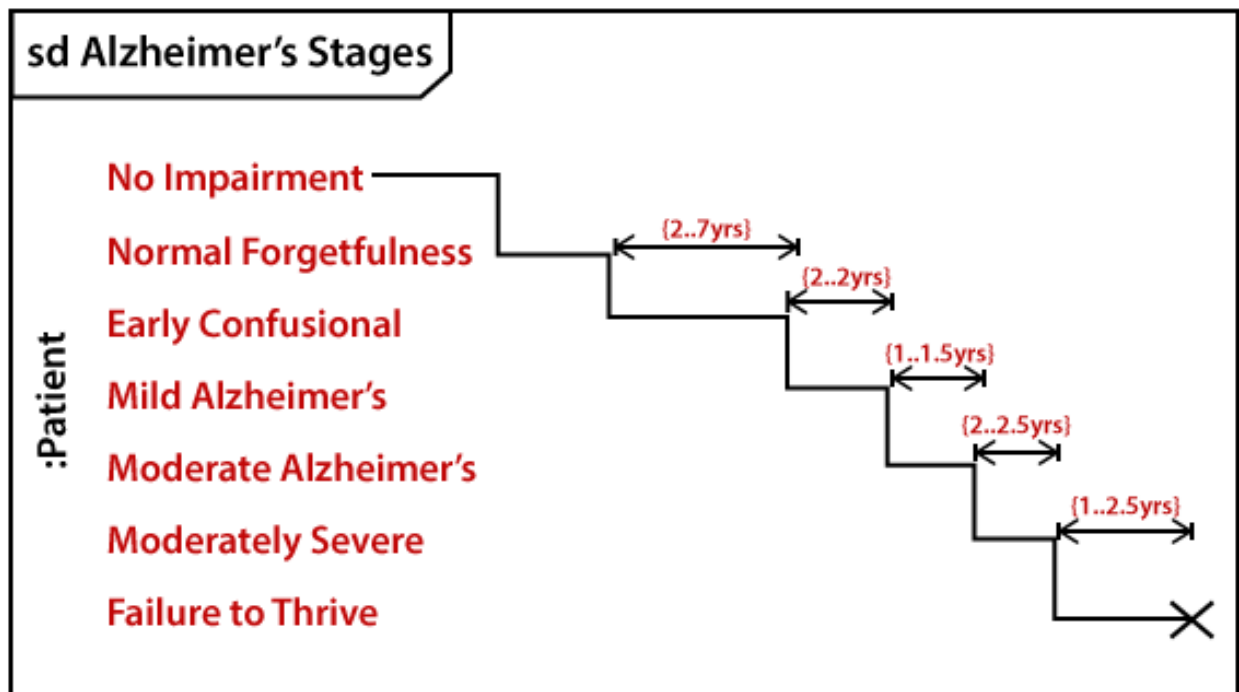 sd Alzheimer's Stages
No Impairment
Normal Forgetfulness
{2..7yrs}
{2..2yrs}
Early Confusional
{1..1.5yrs}
Mild Alzheimer's
{2..2.5yrs}
Moderate Alzheimer's
{1..2.5yrs}
Moderately Severe
Failure to Thrive
:Patient